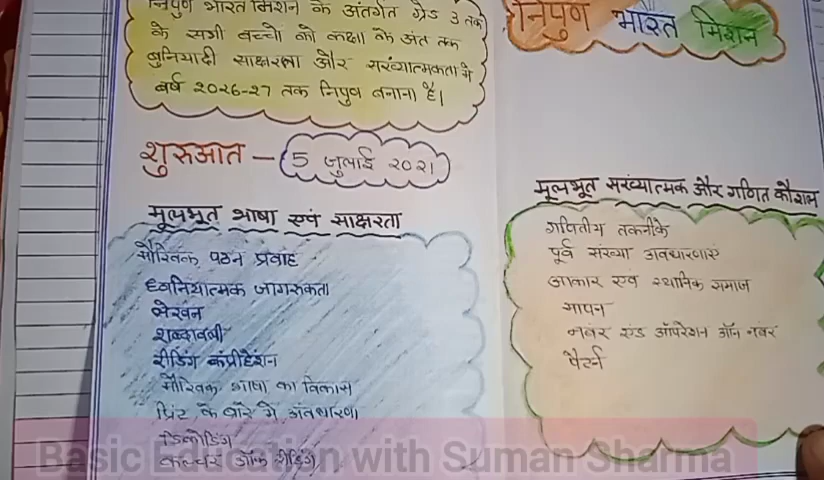 निपुण भारत मिशन के अंतर्गत ग्रेड 3 तक
के सभी बच्चो को कक्षा के अंत तक
बुनियादी साक्षरता और संख्यात्मकता मे
वर्ष 2026-27 तक निपुण बनाना है।
शुरुआत - 5 जुलाई 2021
मूलभूत भाषा एवं साक्षरता
मौखिक पठन प्रवाह
ध्वनियात्मक जागरुकता
लेखन
शब्दावली
रीडिंग कंप्रीहेंशन
मौखिक भाषा का विकास
प्रिंट के बारे मे अवधारणा
डिकोडिंग
कल्चर ऑफ रीडिंग
निपुण भारत मिशन
मूलभूत संख्यात्मक और गणित कौशल
गणितीय तकनीके
पूर्व संख्या अवधारणाएं
आकार एवं स्थानिक समाज
मापन
नंबर एंड ऑपरेशन ऑन नंबर
पैटर्न
Basic Education with Suman Sharma